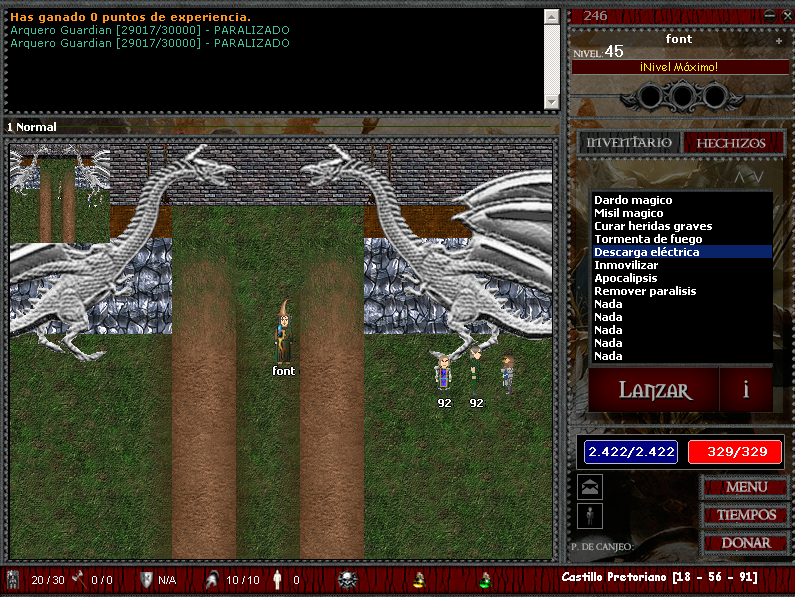 Has ganado 0 puntos de experiencia.
Arquero Guardian [29017/30000] - PARALIZADO
Arquero Guardian [29017/30000] - PARALIZADO
246
font
NIVEL: 45
¡Nivel Máximo!
1 Normal
INVENTARIO
HECHIZOS
Dardo magico
Misil magico
Curar heridas graves
Tormenta de fuego
Descarga eléctrica
Inmovilizar
Apocalipsis
Remover paralisis
Nada
Nada
Nada
Nada
Nada
font
92
92
LANZAR
i
2.422/2.422
329/329
MENU
TIEMPOS
P. DE CANJEO:
DONAR
20/30
0/0
N/A
10/10
0
Castillo Pretoriano [18 - 56 - 91]